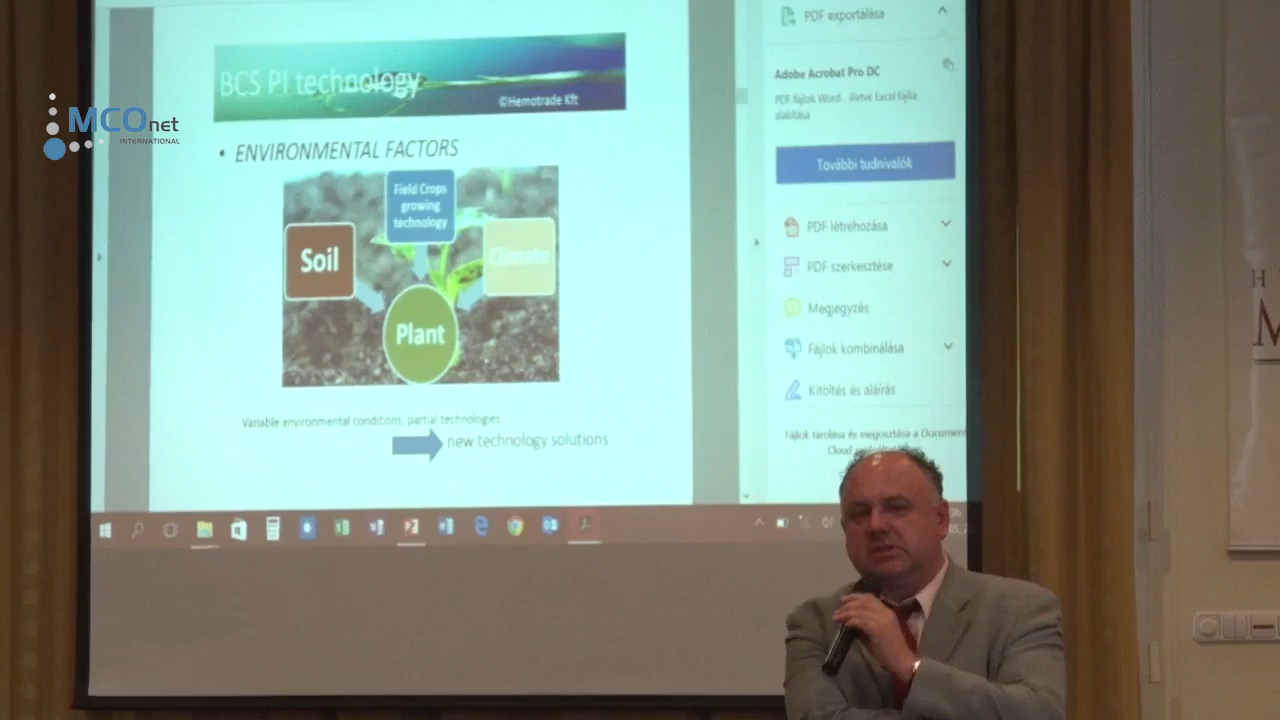 MCOnet
INTERNATIONAL
BCS PI technology
©Hemotrade Kft
• ENVIRONMENTAL FACTORS
Field Crops
growing
technology
Soil
Climate
Plant
Variable environmental conditions, partial technologies
new technology solutions
PDF exportálása
Adobe Acrobat Pro DC
PDF fájlok Word-, illetve Excel fájllá
alakítása
További tudnivalók
PDF létrehozása
PDF szerkesztése
Megjegyzés
Fájlok kombinálása
Kitöltés és aláírás
Fájlok tárolása és megosztása a Document
Cloud
H
M